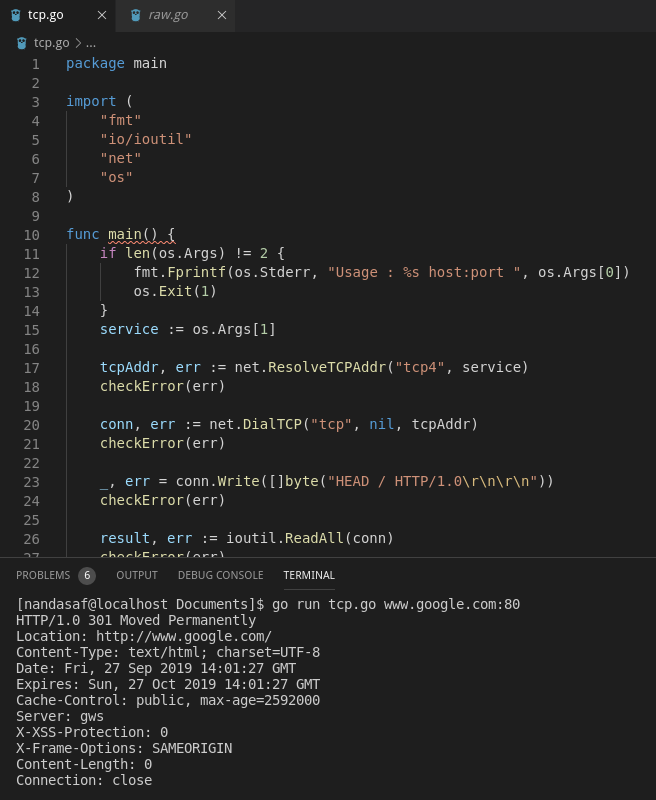 tcp.go
raw.go
tcp.go > ...
1 package main
2
3 import (
4 "fmt"
5 "io/ioutil"
6 "net"
7 "os"
8 )
9
10 func main() {
11 if len(os.Args) != 2 {
12 fmt.Fprintf(os.Stderr, "Usage : %s host:port ", os.Args[0])
13 os.Exit(1)
14 }
15 service := os.Args[1]
16
17 tcpAddr, err := net.ResolveTCPAddr("tcp4", service)
18 checkError(err)
19
20 conn, err := net.DialTCP("tcp", nil, tcpAddr)
21 checkError(err)
22
23 _, err = conn.Write([]byte("HEAD / HTTP/1.0\r\n\r\n"))
24 checkError(err)
25
26 result, err := ioutil.ReadAll(conn)
27 checkError(err)
PROBLEMS 6 OUTPUT DEBUG CONSOLE TERMINAL
[nandasaf@localhost Documents]$ go run tcp.go www.google.com:80
HTTP/1.0 301 Moved Permanently
Location: http://www.google.com/
Content-Type: text/html; charset=UTF-8
Date: Fri, 27 Sep 2019 14:01:27 GMT
Expires: Sun, 27 Oct 2019 14:01:27 GMT
Cache-Control: public, max-age=2592000
Server: gws
X-XSS-Protection: 0
X-Frame-Options: SAMEORIGIN
Content-Length: 0
Connection: close